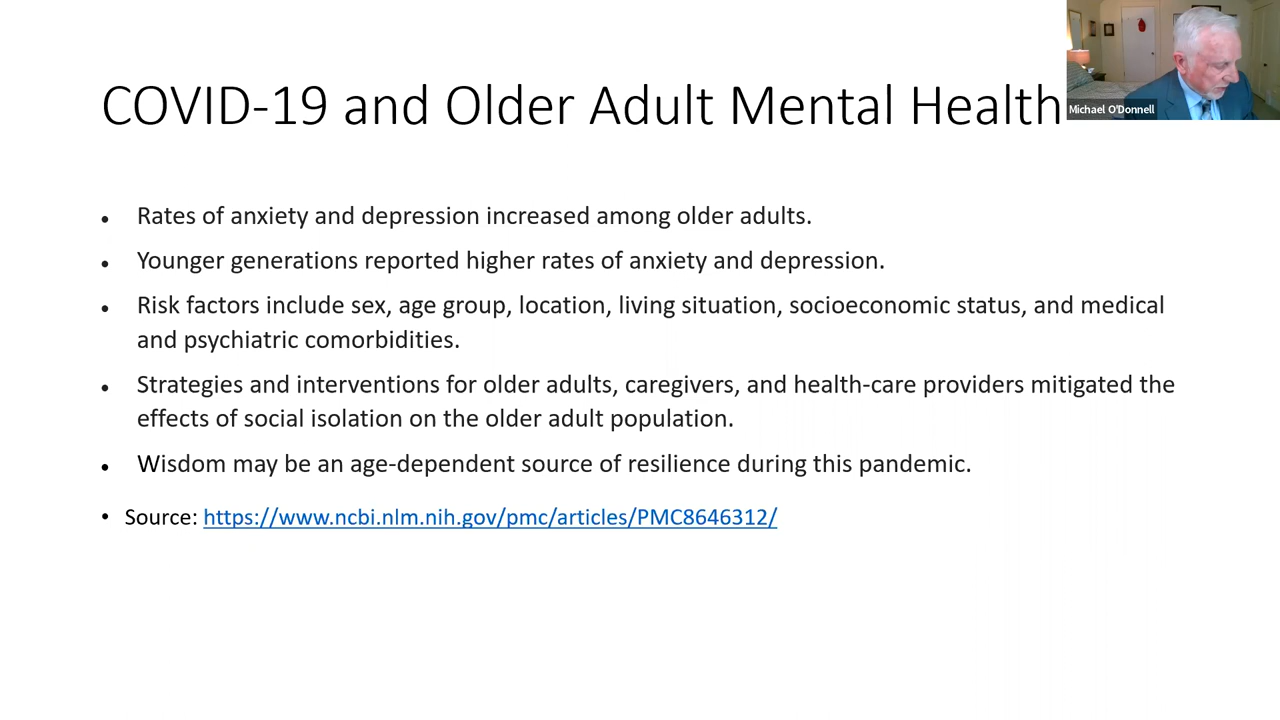 COVID-19 and Older Adult Mental Health
Michael O'Donnell
• Rates of anxiety and depression increased among older adults.
• Younger generations reported higher rates of anxiety and depression.
• Risk factors include sex, age group, location, living situation, socioeconomic status, and medical
and psychiatric comorbidities.
• Strategies and interventions for older adults, caregivers, and health-care providers mitigated the
effects of social isolation on the older adult population.
• Wisdom may be an age-dependent source of resilience during this pandemic.
• Source: https://www.ncbi.nlm.nih.gov/pmc/articles/PMC8646312/